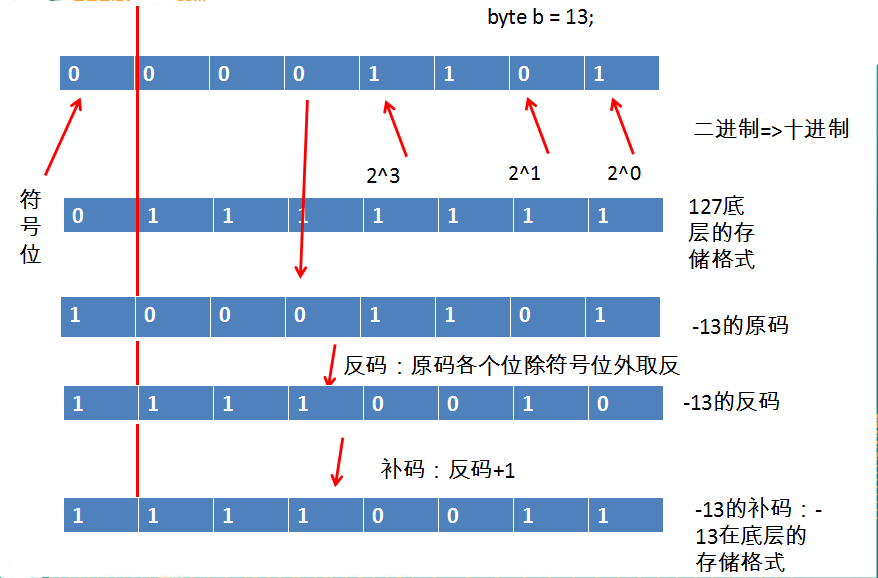 byte b = 13;
0 0 0 0 1 1 0 1
二进制=>十进制
2^3 2^1 2^0
符
号
位
0 1 1 1 1 1 1 1
127底
层的存
储格式
1 0 0 0 1 1 0 1
-13的原码
反码：原码各个位除符号位外取反
1 1 1 1 0 0 1 0
-13的反码
补码：反码+1
1 1 1 1 0 0 1 1
-13的补码：-
13在底层的
存储格式